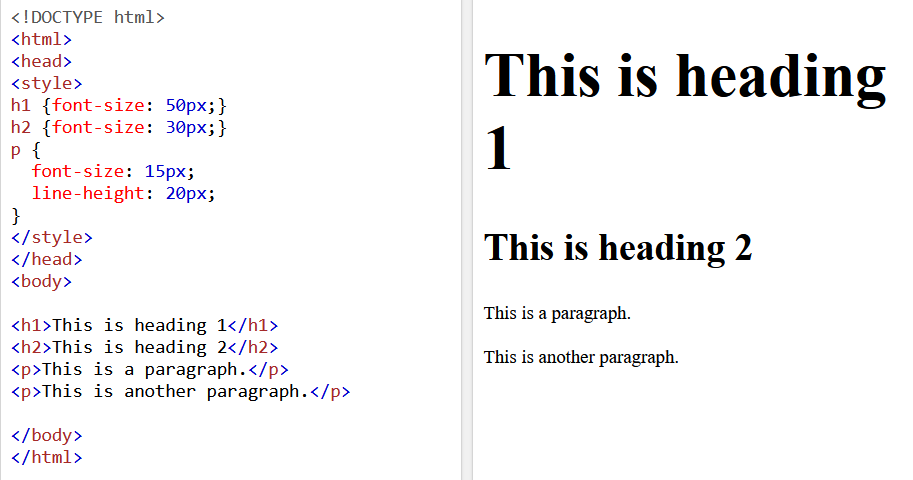 <!DOCTYPE html>
<html>
<head>
<style>
h1 {font-size: 50px;}
h2 {font-size: 30px;}
p {
  font-size: 15px;
  line-height: 20px;
}
</style>
</head>
<body>

<h1>This is heading 1</h1>
<h2>This is heading 2</h2>
<p>This is a paragraph.</p>
<p>This is another paragraph.</p>

</body>
</html>
This is heading
1
This is heading 2
This is a paragraph.
This is another paragraph.